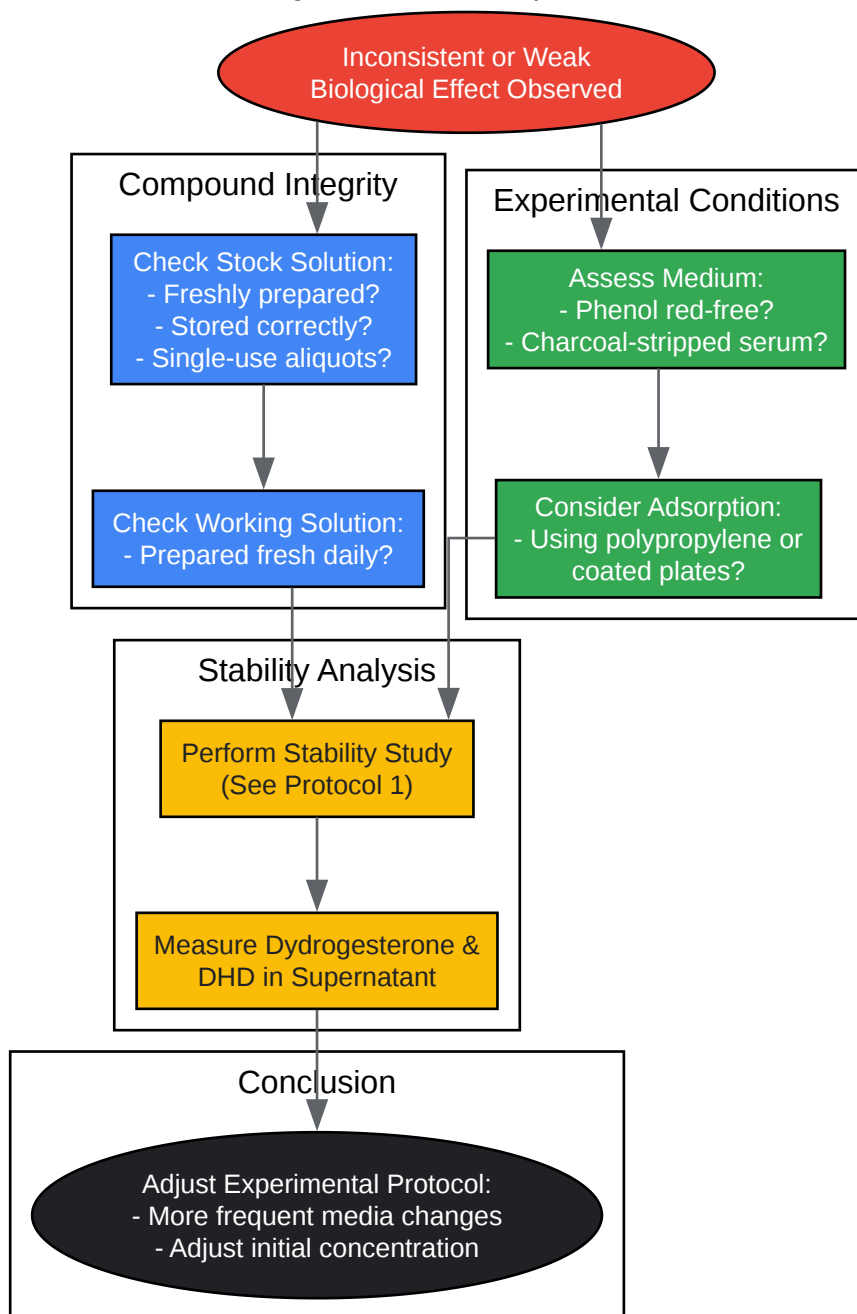 Inconsistent or Weak
Biological Effect Observed
Compound Integrity
Check Stock Solution:
- Freshly prepared?
- Stored correctly?
- Single-use aliquots?
Check Working Solution:
- Prepared fresh daily?
Experimental Conditions
Assess Medium:
- Phenol red-free?
- Charcoal-stripped serum?
Consider Adsorption:
- Using polypropylene or
coated plates?
Stability Analysis
Perform Stability Study
(See Protocol 1)
Measure Dydrogesterone &
DHD in Supernatant
Conclusion
Adjust Experimental Protocol:
- More frequent media changes
- Adjust initial concentration